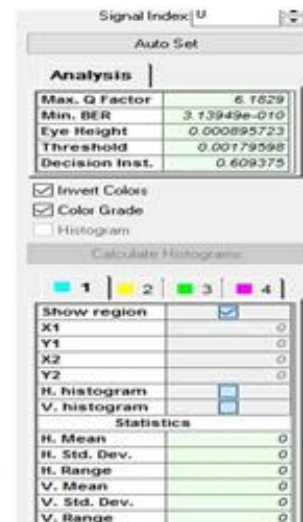 Signal Index: 0
Auto Set
Analysis
Max. Q Factor 6.1829
Min. BER 3.13949e-010
Eye Height 0.000895723
Threshold 0.00179598
Decision Inst. 0.609375
Invert Colors
Color Grade
Histogram
Calculate Histograms
1 2 3 4
Show region
X1 0
Y1 0
X2 0
Y2 0
H. histogram
V. histogram
Statistics
H. Mean 0
H. Std. Dev. 0
H. Range 0
V. Mean 0
V. Std. Dev. 0
V. Range 0